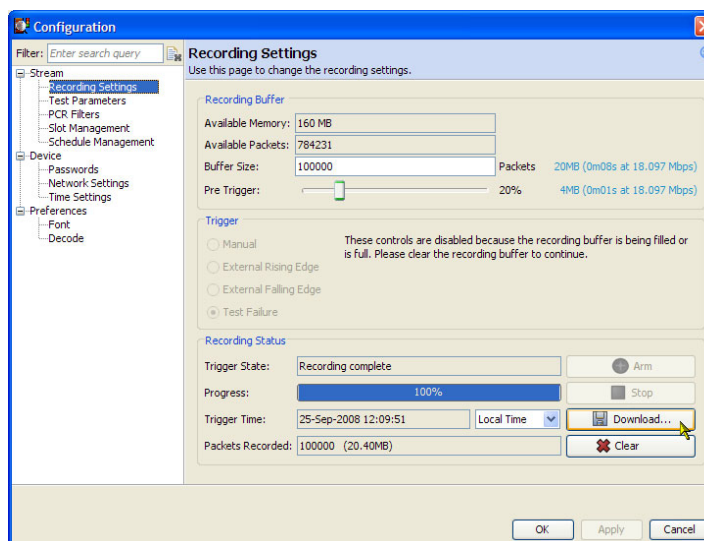 Configuration
Filter: Enter search query
Stream
Recording Settings
Test Parameters
PCR Filters
Slot Management
Schedule Management
Device
Passwords
Network Settings
Time Settings
Preferences
Font
Decode
Recording Settings
Use this page to change the recording settings.
Recording Buffer
Available Memory: 160 MB
Available Packets: 784231
Buffer Size: 100000 Packets 20MB (0m08s at 18.097 Mbps)
Pre Trigger: 20% 4MB (0m01s at 18.097 Mbps)
Trigger
Manual
External Rising Edge
External Falling Edge
Test Failure
These controls are disabled because the recording buffer is being filled or
is full. Please clear the recording buffer to continue.
Recording Status
Trigger State: Recording complete Arm
Progress: 100% Stop
Trigger Time: 25-Sep-2008 12:09:51 Local Time Download...
Packets Recorded: 100000 (20.40MB) Clear
OK Apply Cancel